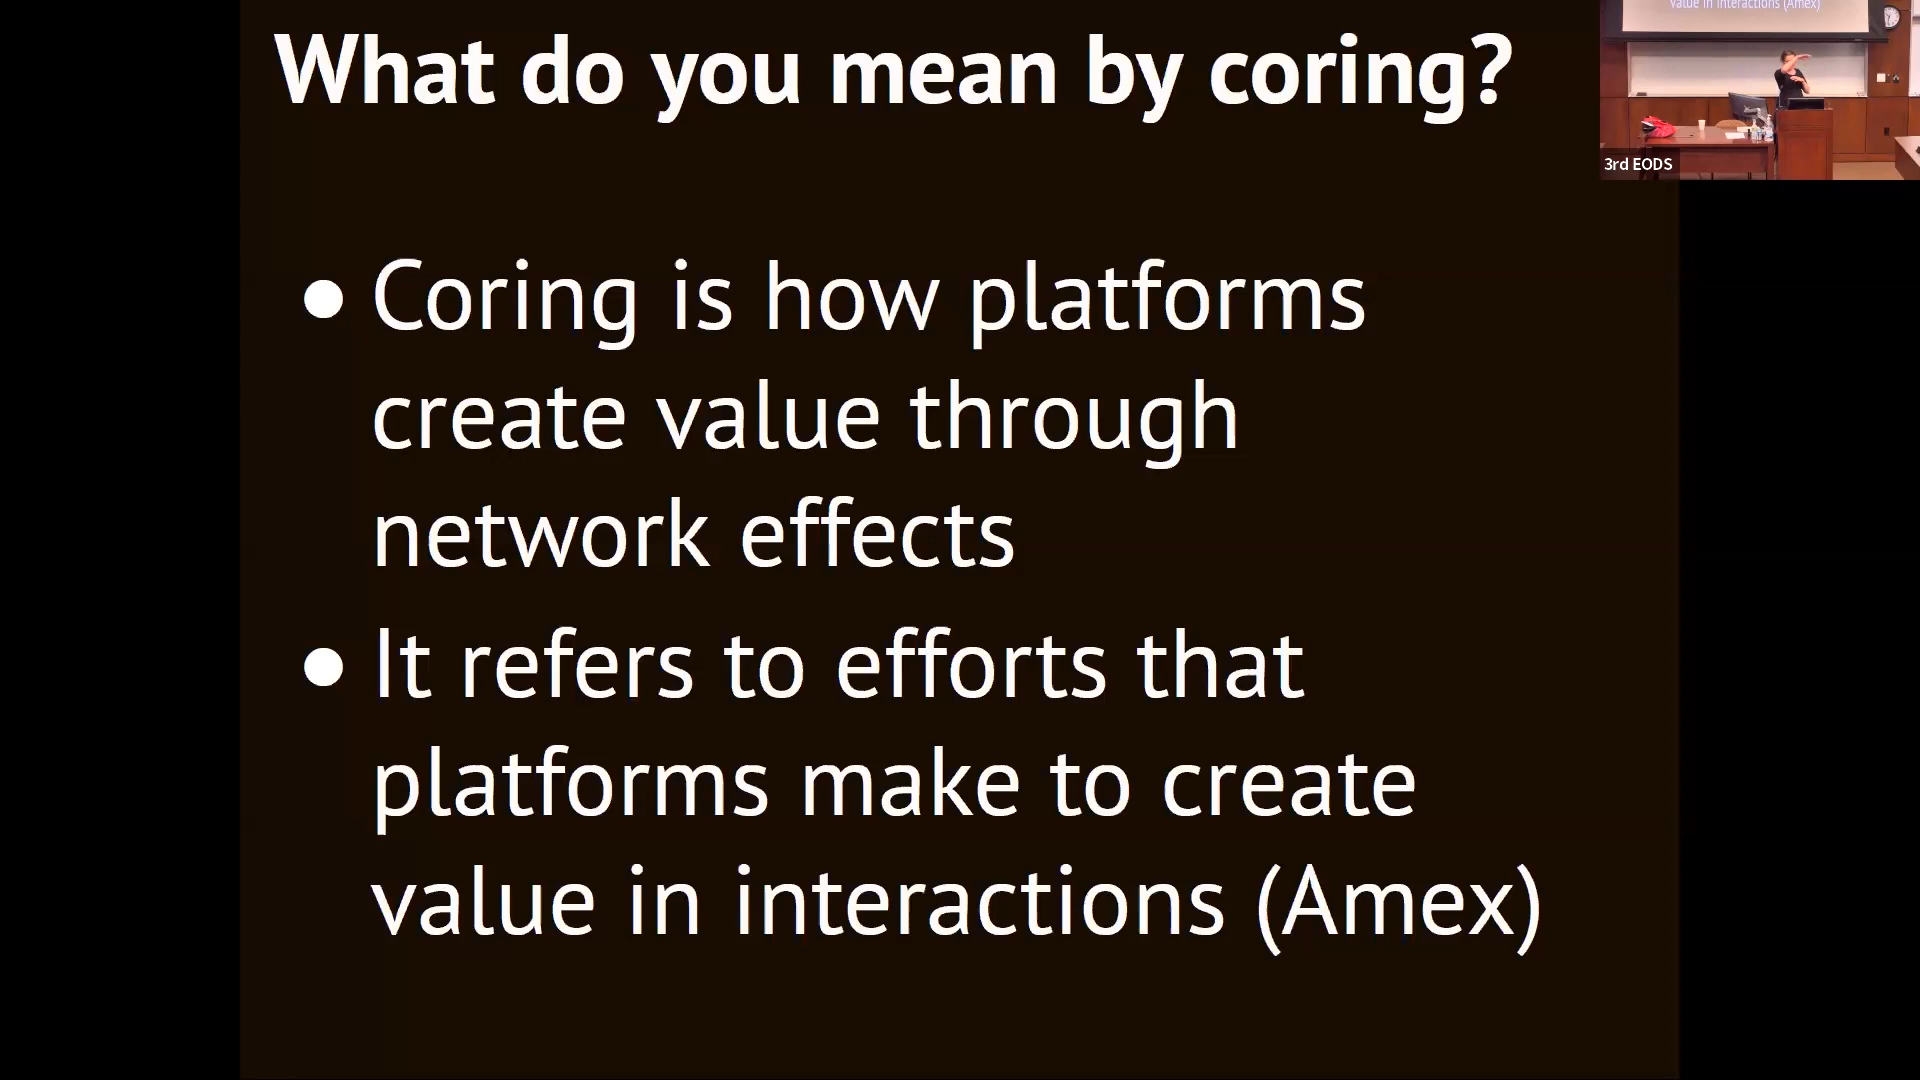 What do you mean by coring?
value in interactions (Amex)
3rd EODS
● Coring is how platforms
create value through
network effects
● It refers to efforts that
platforms make to create
value in interactions (Amex)